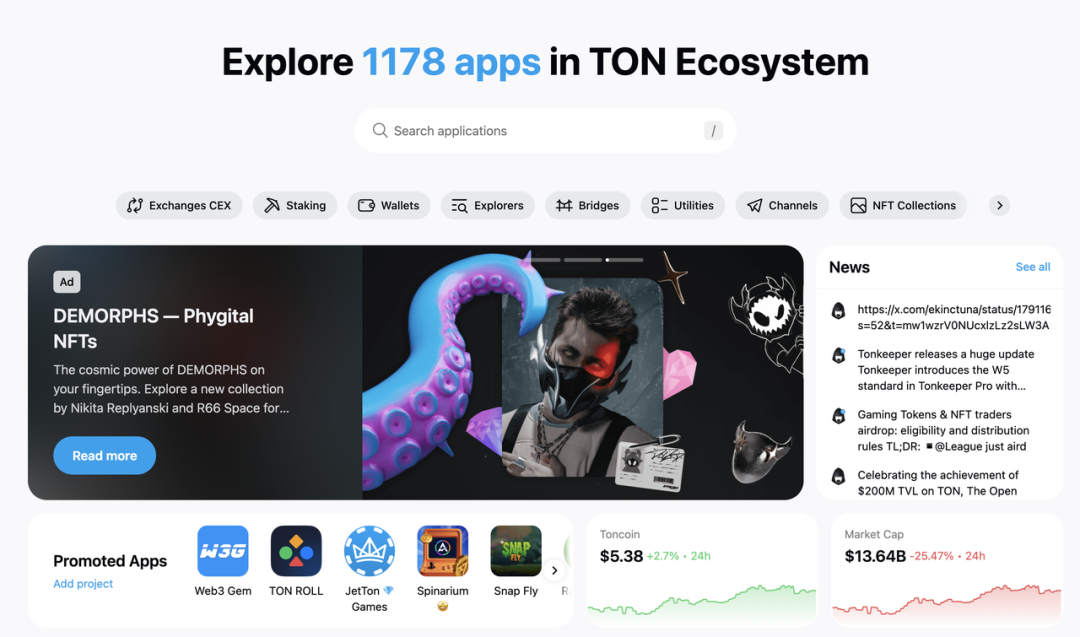 Explore 1178 apps in TON Ecosystem
Search applications /
Exchanges CEX Staking Wallets Explorers Bridges Utilities Channels NFT Collections
Ad
DEMORPHS — Phygital
NFTs
The cosmic power of DEMORPHS on
your fingertips. Explore a new collection
by Nikita Replyanski and R66 Space for...
Read more
News See all
https://x.com/ekinctuna/status/179116
s=52&t=mw1wzrV0NUcxlzLz2sLW3A
Tonkeeper releases a huge update
Tonkeeper introduces the W5
standard in Tonkeeper Pro with...
Gaming Tokens & NFT traders
airdrop: eligibility and distribution
rules TL;DR: ▪@League just aird
Celebrating the achievement of
$200M TVL on TON, The Open
Promoted Apps
Add project
W3G
Web3 Gem
TON ROLL
JetTon 💎
Games
Spinarium
🤩
SNAP
FLY
Snap Fly
R
Toncoin
$5.38 +2.7% • 24h
Market Cap
$13.64B -25.47% • 24h